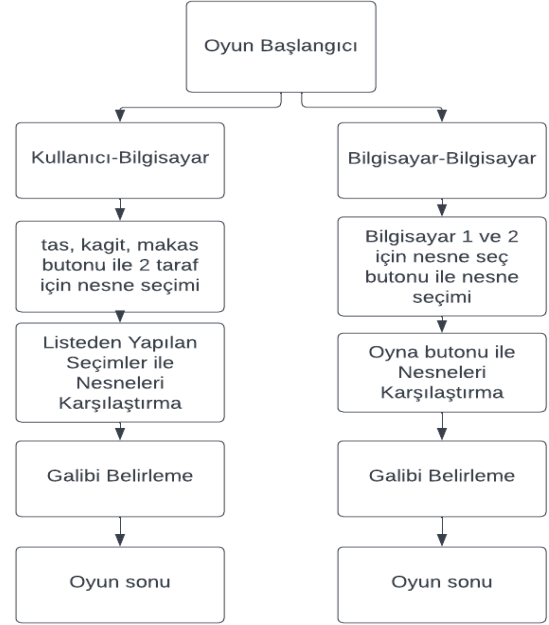 Oyun Başlangıcı
Kullanıcı-Bilgisayar
tas, kagit, makas
butonu ile 2 taraf
için nesne seçimi
Listeden Yapılan
Seçimler ile
Nesneleri
Karşılaştırma
Galibi Belirleme
Oyun sonu
Bilgisayar-Bilgisayar
Bilgisayar 1 ve 2
için nesne seç
butonu ile nesne
seçimi
Oyna butonu ile
Nesneleri
Karşılaştırma
Galibi Belirleme
Oyun sonu